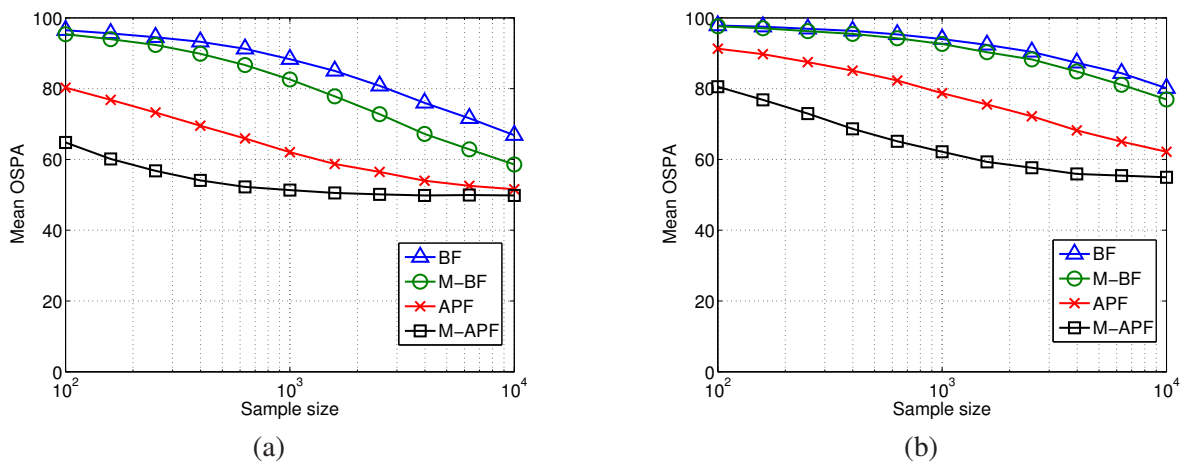 100
80
60
40
20
0
Mean OSPA
10^2
10^3
10^4
Sample size
BF
M-BF
APF
M-APF
(a)
100
80
60
40
20
0
Mean OSPA
10^2
10^3
10^4
Sample size
BF
M-BF
APF
M-APF
(b)